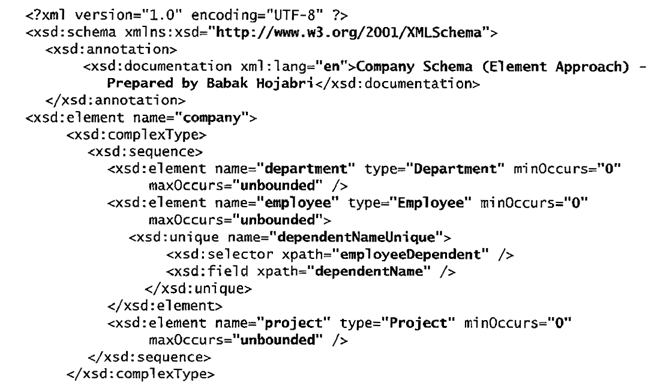 <?xml version="1.0" encoding="UTF-8" ?>
<xsd:schema xmlns:xsd="http://www.w3.org/2001/XMLSchema">
<xsd:annotation>
<xsd:documentation xml:lang="en">Company Schema (Element Approach) -
Prepared by Babak Hojabri</xsd:documentation>
</xsd:annotation>
<xsd:element name="company">
<xsd:complexType>
<xsd:sequence>
<xsd:element name="department" type="Department" minOccurs="0"
maxOccurs="unbounded" />
<xsd:element name="employee" type="Employee" minOccurs="0"
maxOccurs="unbounded">
<xsd:unique name="dependentNameUnique">
<xsd:selector xpath="employeeDependent" />
<xsd:field xpath="dependentName" />
</xsd:unique>
</xsd:element>
<xsd:element name="project" type="Project" minOccurs="0"
maxOccurs="unbounded" />
</xsd:sequence>
</xsd:complexType>